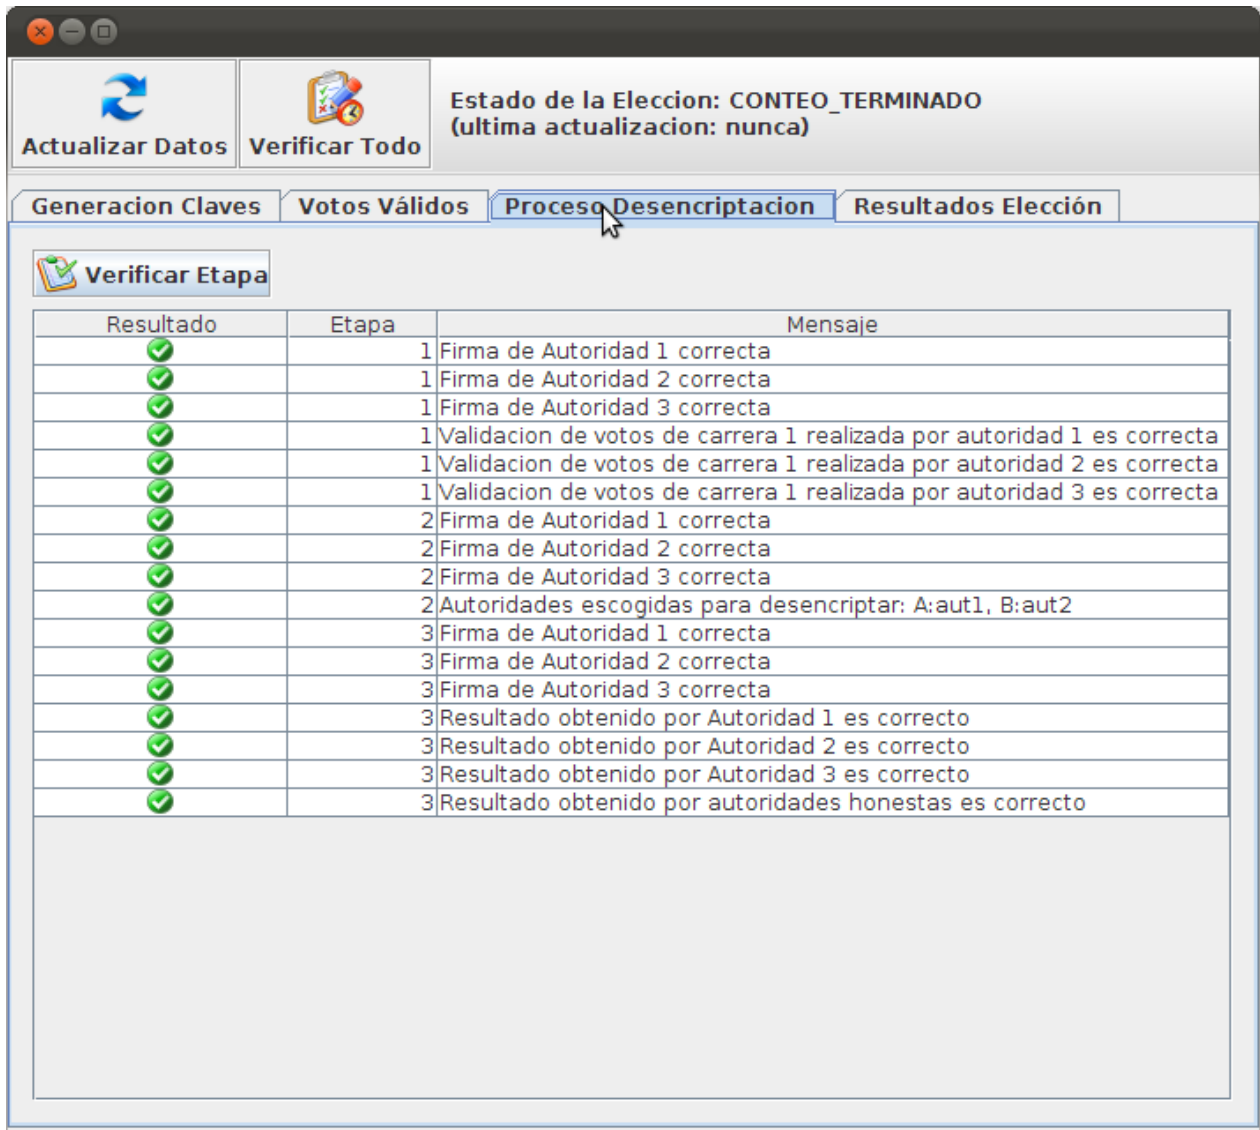 Actualizar Datos
Verificar Todo
Estado de la Eleccion: CONTEO_TERMINADO
(ultima actualizacion: nunca)
Generacion Claves
Votos Válidos
Proceso Desencriptacion
Resultados Elección
Verificar Etapa
Resultado Etapa Mensaje
1 Firma de Autoridad 1 correcta
1 Firma de Autoridad 2 correcta
1 Firma de Autoridad 3 correcta
1 Validacion de votos de carrera 1 realizada por autoridad 1 es correcta
1 Validacion de votos de carrera 1 realizada por autoridad 2 es correcta
1 Validacion de votos de carrera 1 realizada por autoridad 3 es correcta
2 Firma de Autoridad 1 correcta
2 Firma de Autoridad 2 correcta
2 Firma de Autoridad 3 correcta
2 Autoridades escogidas para desencriptar: A:aut1, B:aut2
3 Firma de Autoridad 1 correcta
3 Firma de Autoridad 2 correcta
3 Firma de Autoridad 3 correcta
3 Resultado obtenido por Autoridad 1 es correcto
3 Resultado obtenido por Autoridad 2 es correcto
3 Resultado obtenido por Autoridad 3 es correcto
3 Resultado obtenido por autoridades honestas es correcto